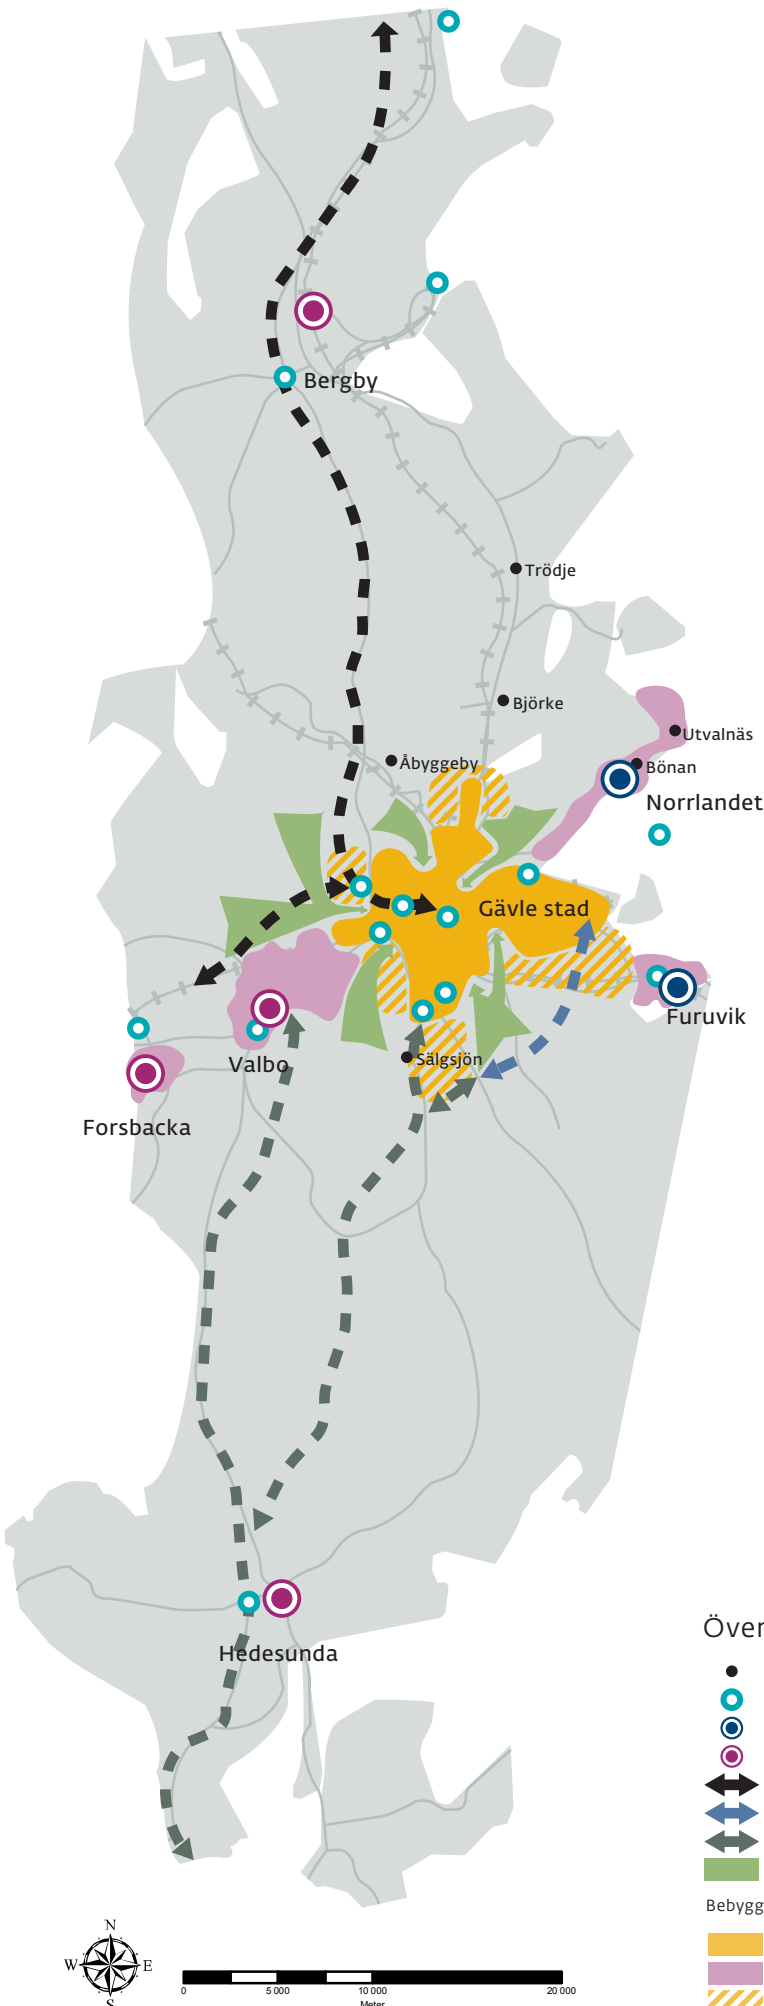 Bergby
Trödje
Björke
Utvalnäs
Åbyggeby
Bönan
Norrlandet
Gävle stad
Furuvik
Sälgsjön
Valbo
Forsbacka
Hedesunda
Över
Bebygg
N
W E
S
0 5 000 10 000 20 000
Meter